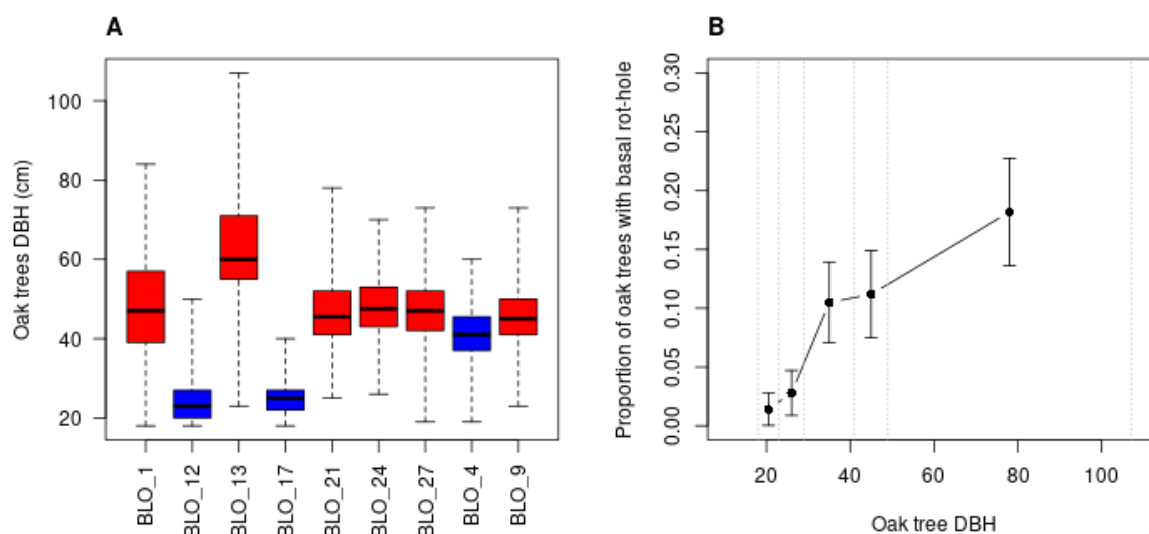 A
Oak trees DBH (cm)
100
80
60
40
20
BLO_1
BLO_12
BLO_13
BLO_17
BLO_21
BLO_24
BLO_27
BLO_4
BLO_9
B
Proportion of oak trees with basal rot-hole
0.30
0.25
0.20
0.15
0.10
0.05
0.00
20 40 60 80 100
Oak tree DBH